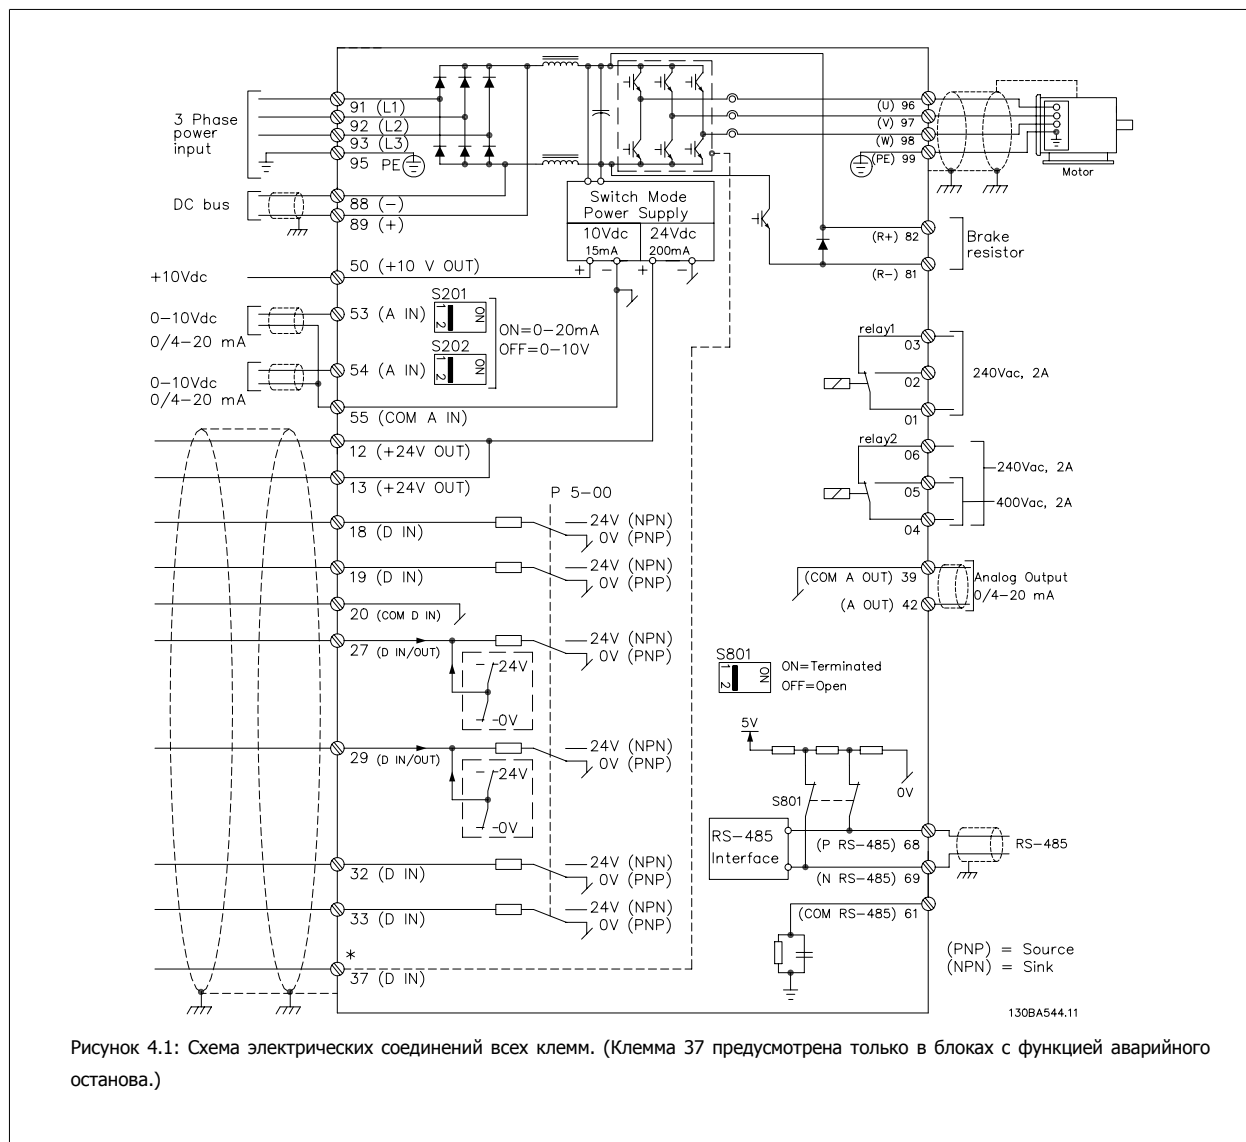 3 Phase
power
input
91 (L1)
92 (L2)
93 (L3)
95 PE
DC bus
88 (−)
89 (+)
+10Vdc
50 (+10 V OUT)
Switch Mode
Power Supply
10Vdc
15mA
24Vdc
200mA
+ − + −
(U) 96
(V) 97
(W) 98
(PE) 99
Motor
(R+) 82
(R−) 81
Brake
resistor
0−10Vdc
0/4−20 mA
53 (A IN)
S201
1 2
ON
ON=0−20mA
OFF=0−10V
S202
1 2
ON
0−10Vdc
0/4−20 mA
54 (A IN)
55 (COM A IN)
12 (+24V OUT)
13 (+24V OUT)
relay1
03
02
01
240Vac, 2A
relay2
06
05
04
240Vac, 2A
400Vac, 2A
P 5−00
18 (D IN)
24V (NPN)
0V (PNP)
19 (D IN)
24V (NPN)
0V (PNP)
20 (COM D IN)
27 (D IN/OUT)
24V (NPN)
0V (PNP)
24V
0V
29 (D IN/OUT)
24V (NPN)
0V (PNP)
24V
0V
32 (D IN)
24V (NPN)
0V (PNP)
33 (D IN)
24V (NPN)
0V (PNP)
*
37 (D IN)
(COM A OUT) 39
(A OUT) 42
Analog Output
0/4−20 mA
S801
1 2
ON
ON=Terminated
OFF=Open
5V
0V
S801
RS−485
Interface
(P RS−485) 68
(N RS−485) 69
(COM RS−485) 61
RS−485
(PNP) = Source
(NPN) = Sink
130BA544.11
Рисунок 4.1: Схема электрических соединений всех клемм. (Клемма 37 предусмотрена только в блоках с функцией аварийного
останова.)